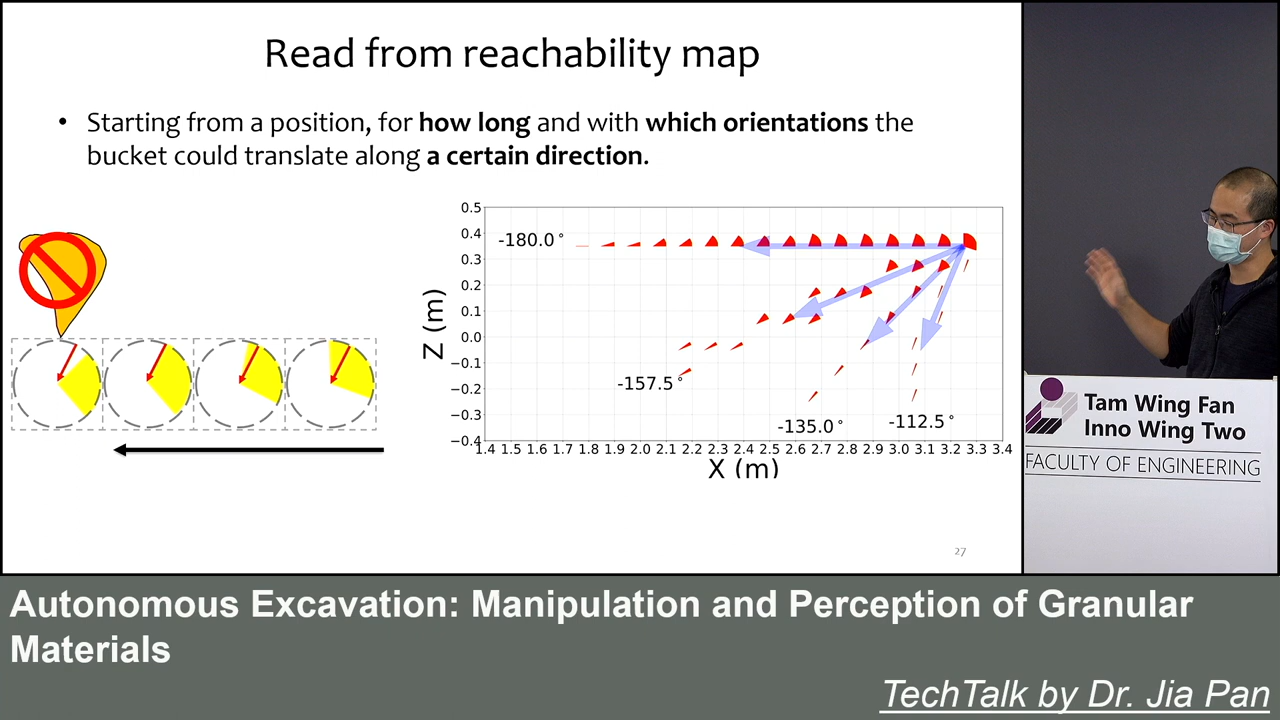 Read from reachability map
• Starting from a position, for how long and with which orientations the
bucket could translate along a certain direction.
0.5
0.4
0.3
0.2
0.1
0.0
−0.1
−0.2
−0.3
−0.4
Z (m)
-180.0°
-157.5°
-135.0°
-112.5°
1.4 1.5 1.6 1.7 1.8 1.9 2.0 2.1 2.2 2.3 2.4 2.5 2.6 2.7 2.8 2.9 3.0 3.1 3.2 3.3 3.4
X (m)
27
Tam Wing Fan
Inno Wing Two
FACULTY OF ENGINEERING
Autonomous Excavation: Manipulation and Perception of Granular
Materials
TechTalk by Dr. Jia Pan